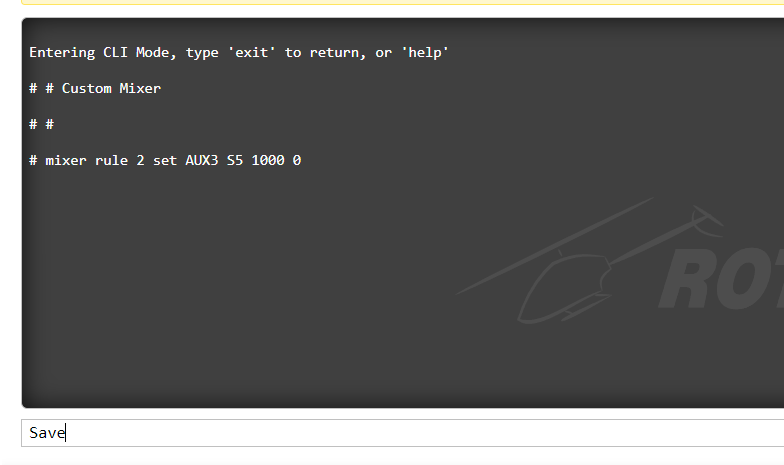 Entering CLI Mode, type 'exit' to return, or 'help'
# # Custom Mixer
# #
# mixer rule 2 set AUX3 S5 1000 0
ROT
Save